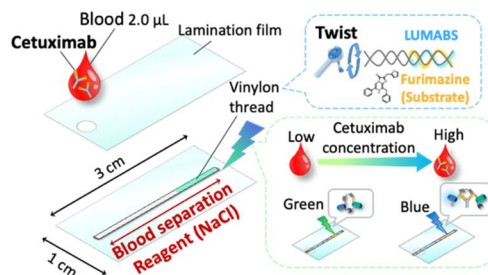 Blood 2.0 µL
Cetuximab
Lamination film
Vinylon
thread
3 cm
1 cm
Blood separation
Reagent (NaCl)
Twist
LUMABS
Furimazine
(Substrate)
Cetuximab
concentration
Low
High
Green
Blue